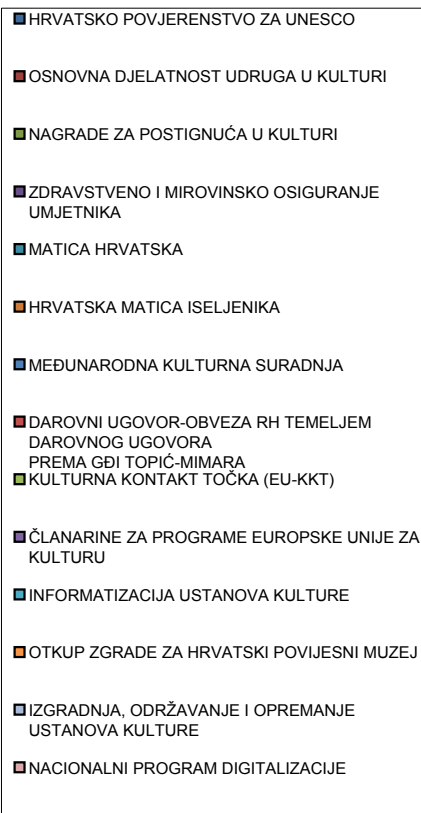 HRVATSKO POVJERENSTVO ZA UNESCO
OSNOVNA DJELATNOST UDRUGA U KULTURI
NAGRADE ZA POSTIGNUĆA U KULTURI
ZDRAVSTVENO I MIROVINSKO OSIGURANJE
UMJETNIKA
MATICA HRVATSKA
HRVATSKA MATICA ISELJENIKA
MEĐUNARODNA KULTURNA SURADNJA
DAROVNI UGOVOR-OBVEZA RH TEMELJEM
DAROVNOG UGOVORA
PREMA GĐI TOPIĆ-MIMARA
KULTURNA KONTAKT TOČKA (EU-KKT)
ČLANARINE ZA PROGRAME EUROPSKE UNIJE ZA
KULTURU
INFORMATIZACIJA USTANOVA KULTURE
OTKUP ZGRADE ZA HRVATSKI POVIJESNI MUZEJ
IZGRADNJA, ODRŽAVANJE I OPREMANJE
USTANOVA KULTURE
NACIONALNI PROGRAM DIGITALIZACIJE